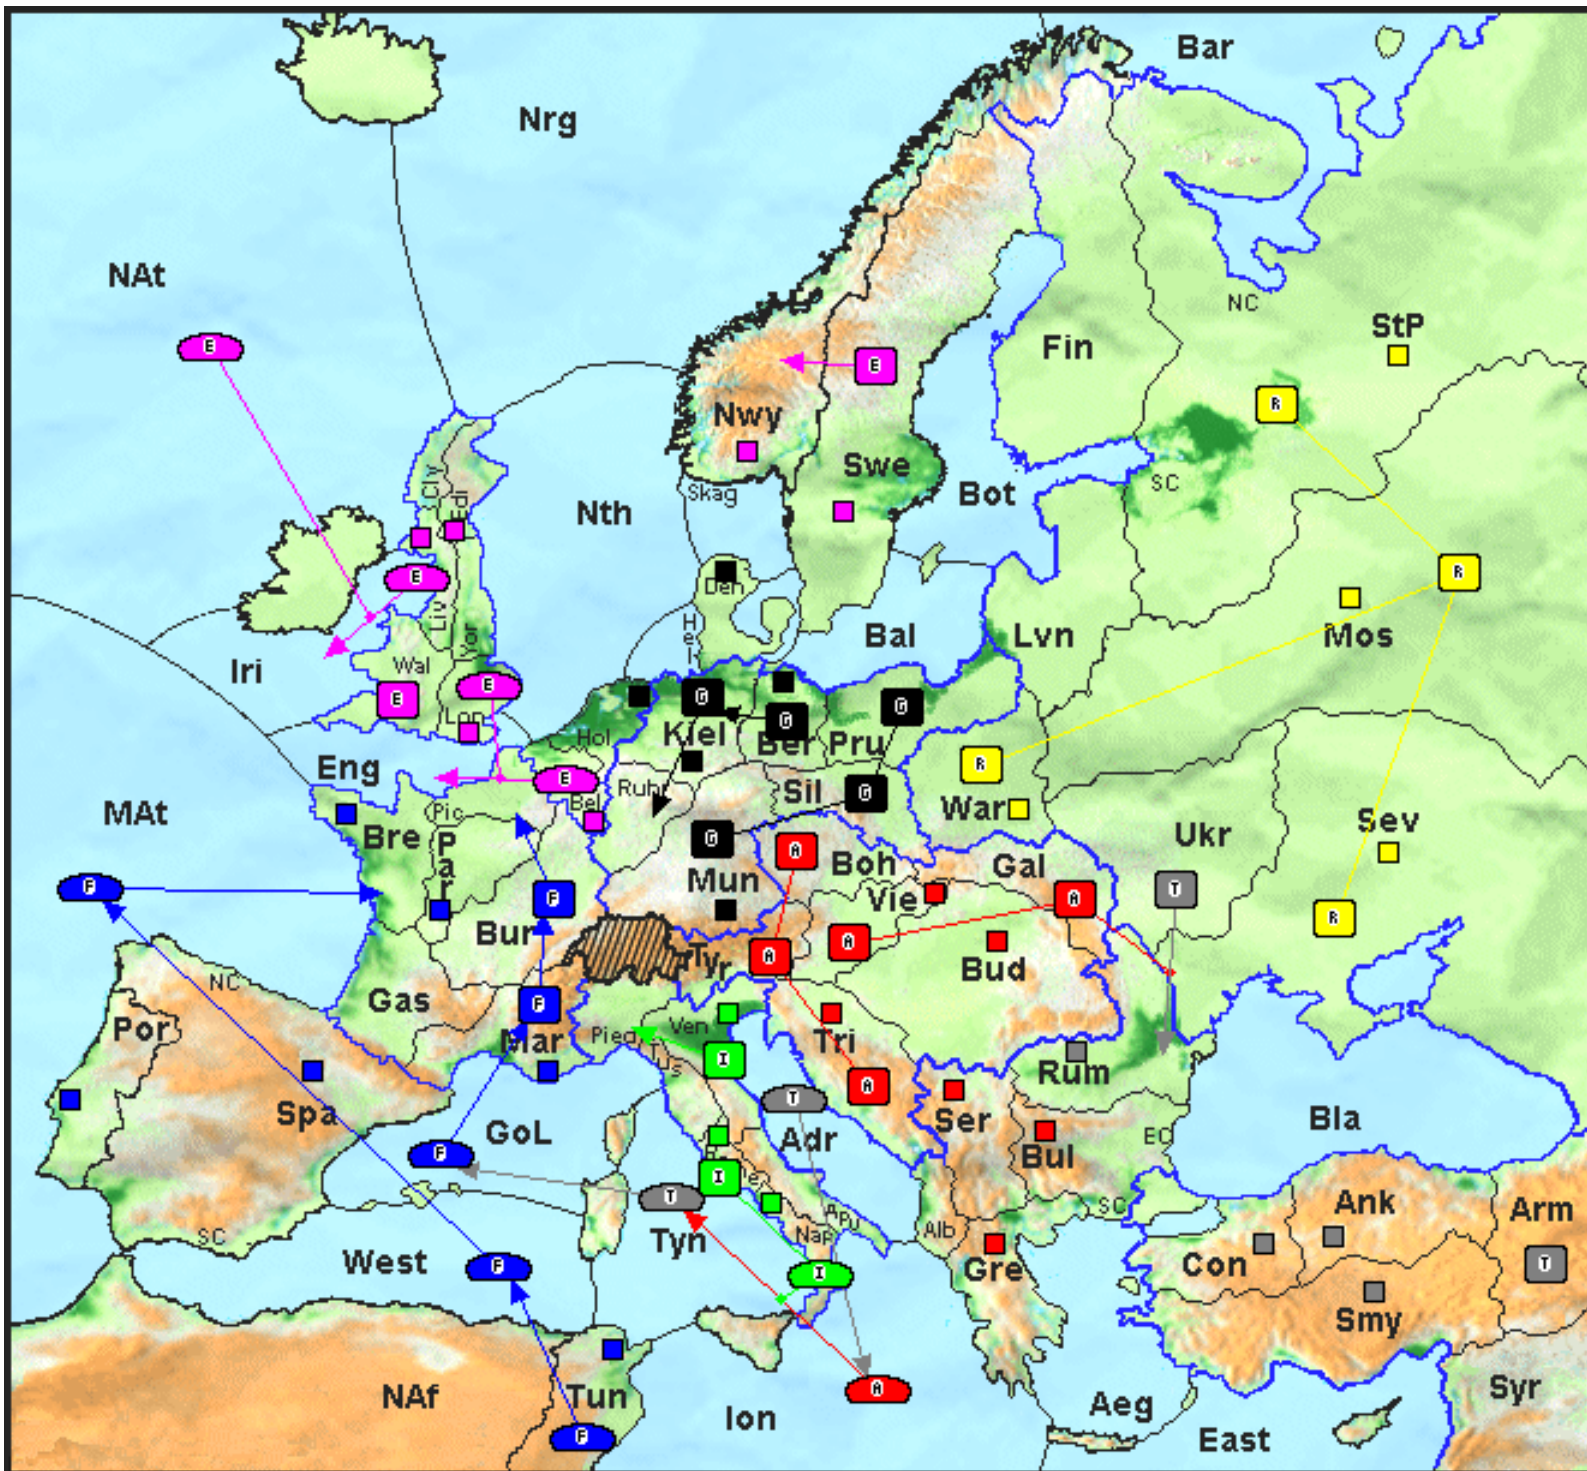 Bar
Nrg
NAt
NC
StP
Fin
E
E
R
Nwy
Swe
Cly
Edi
Skag
Bot
SC
Nth
R
E
Den
Liv
Yor
Hel
Bal
Lvn
Mos
Iri
Wal
E
E
Lon
G
G
G
Hol
Kiel
Ber
Pru
Eng
E
R
Ruhr
Sil
G
Bel
War
MAt
Pic
Bre
Par
G
A
Boh
Ukr
Sev
Mun
Gal
F
F
Vie
A
T
R
Bur
A
A
Tyr
Bud
NC
Gas
F
Por
Mar
Pied
Ven
Tri
Tus
I
Rum
A
Spa
T
Ser
GoL
Adr
Bla
F
EC
Bul
I
T
Ank
SC
Arm
Apu
Alb
SC
Tyn
Nap
West
F
I
Gre
Con
T
Smy
A
NAf
Tun
Syr
Ion
Aeg
F
East